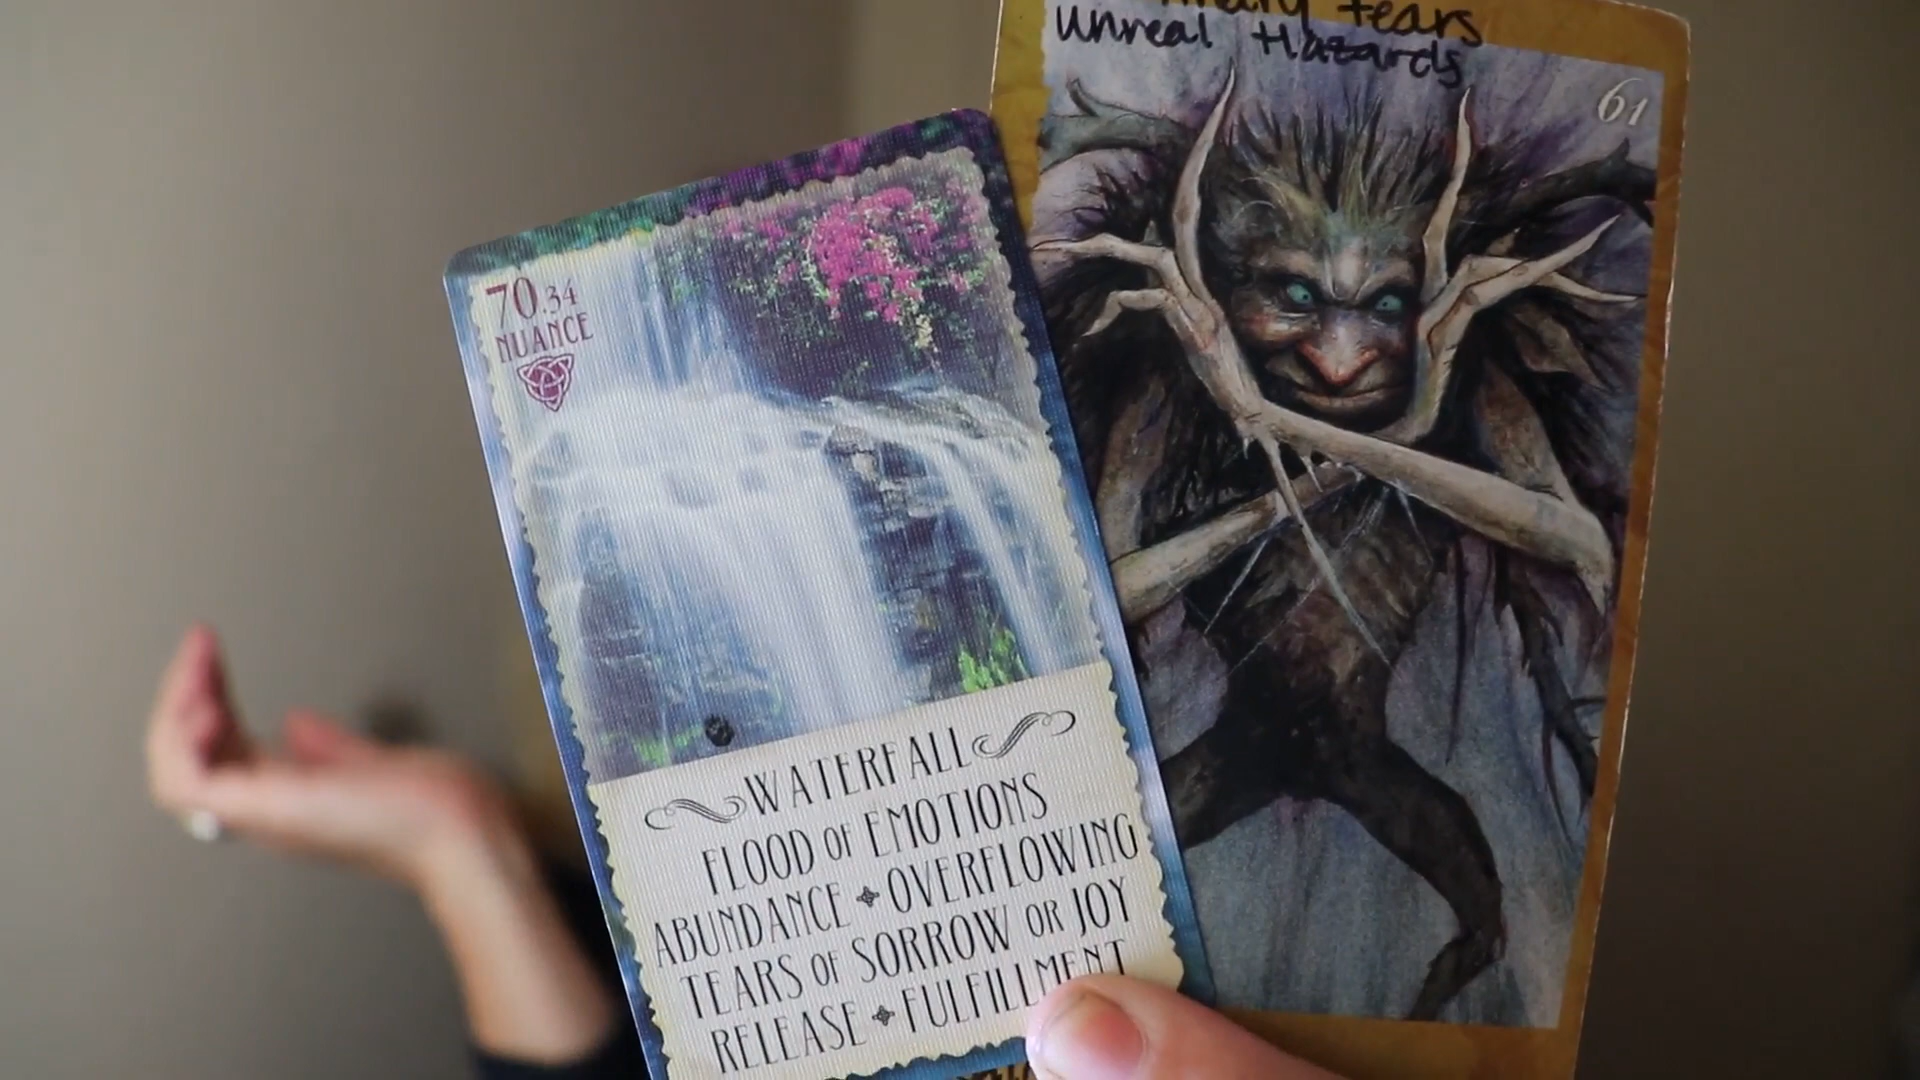 fears
Unreal Hazards
61
70.34
NUANCE
WATERFALL
FLOOD OF EMOTIONS
ABUNDANCE ✦ OVERFLOWING
TEARS OF SORROW OR JOY
RELEASE ✦ FULFILLMENT